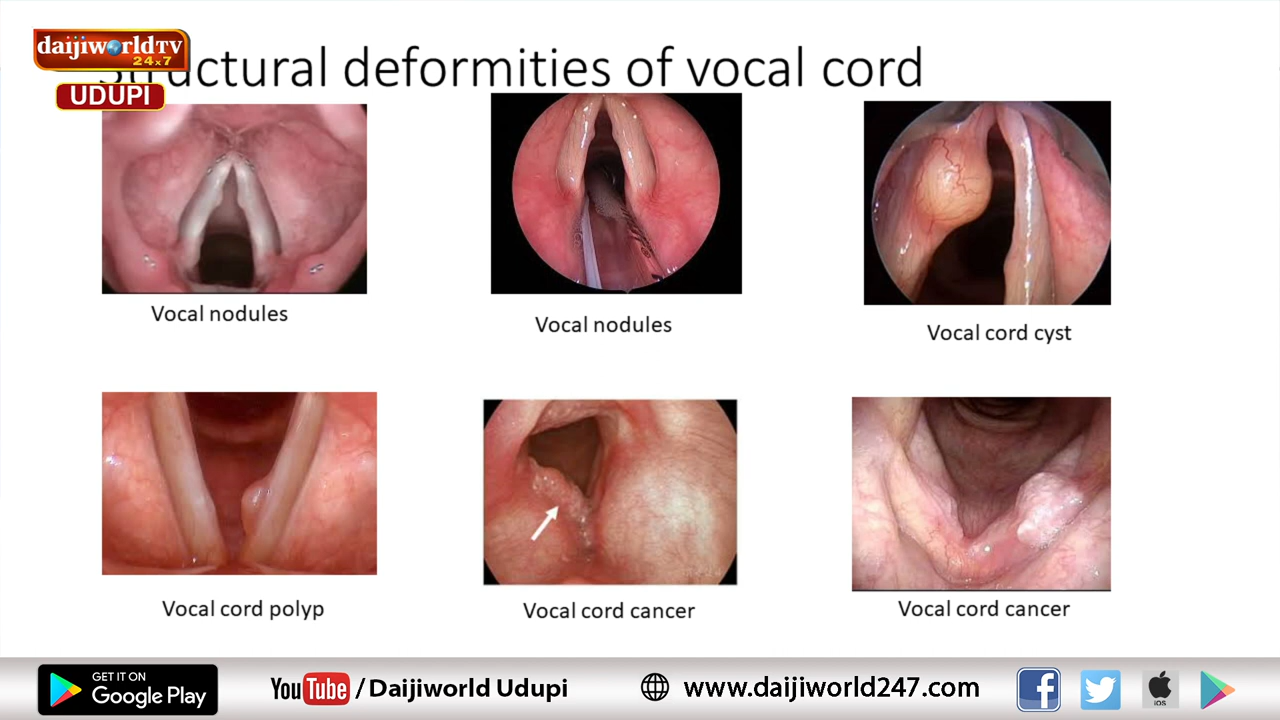 daijiworldTV
24x7
UDUPI
Structural deformities of vocal cord
Vocal nodules
Vocal nodules
Vocal cord cyst
Vocal cord polyp
Vocal cord cancer
Vocal cord cancer
GET IT ON
Google Play
YouTube / Daijiworld Udupi
www.daijiworld247.com
iOS